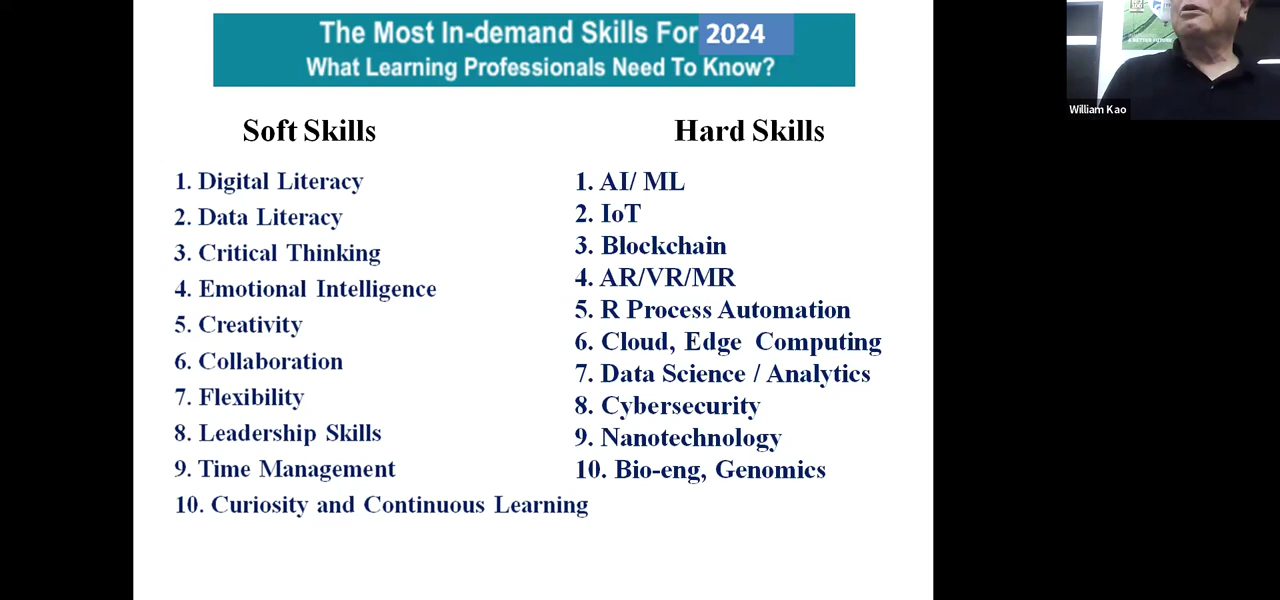 The Most In-demand Skills For 2024
What Learning Professionals Need To Know?
Soft Skills
1. Digital Literacy
2. Data Literacy
3. Critical Thinking
4. Emotional Intelligence
5. Creativity
6. Collaboration
7. Flexibility
8. Leadership Skills
9. Time Management
10. Curiosity and Continuous Learning
Hard Skills
1. AI/ ML
2. IoT
3. Blockchain
4. AR/VR/MR
5. R Process Automation
6. Cloud, Edge Computing
7. Data Science / Analytics
8. Cybersecurity
9. Nanotechnology
10. Bio-eng, Genomics
A BETTER FUTURE
William Kao